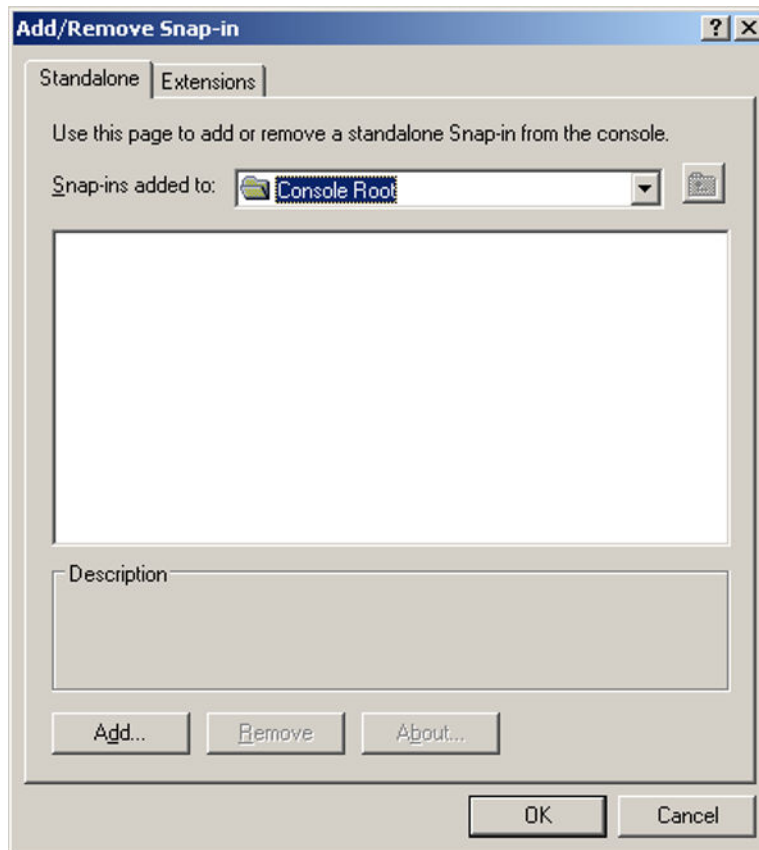 Add/Remove Snap-in
Standalone Extensions
Use this page to add or remove a standalone Snap-in from the console.
Snap-ins added to: Console Root
Description
Add... Remove About...
OK Cancel